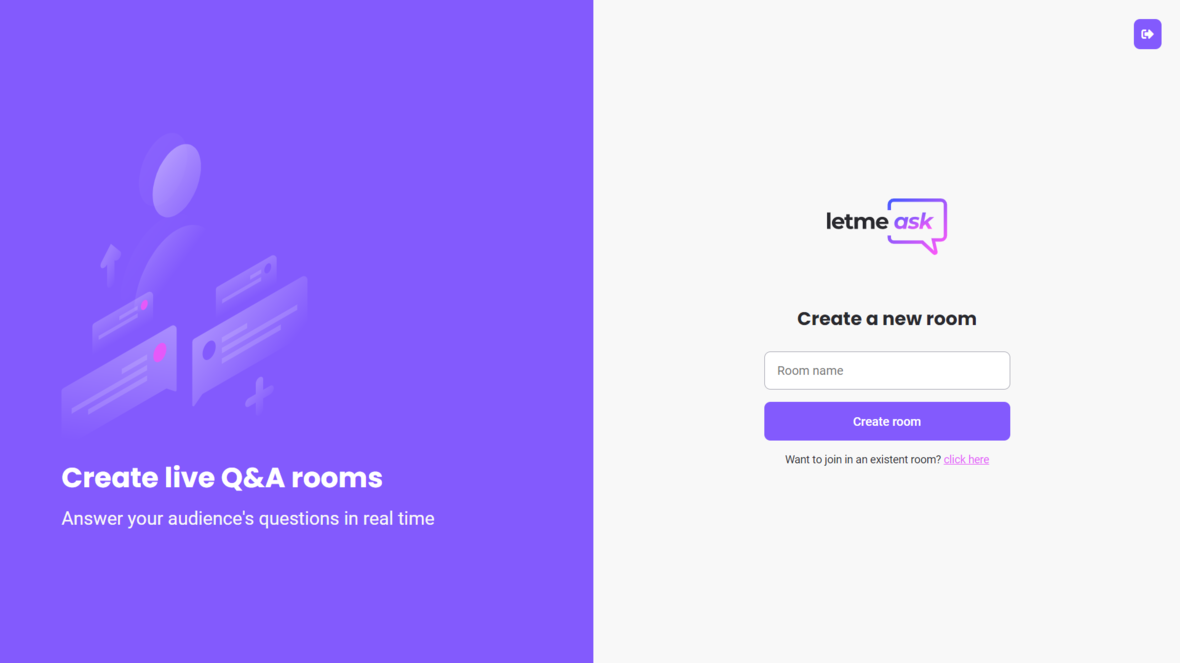 Create live Q&A rooms
Answer your audience's questions in real time
letme ask
Create a new room
Room name
Create room
Want to join in an existent room? click here